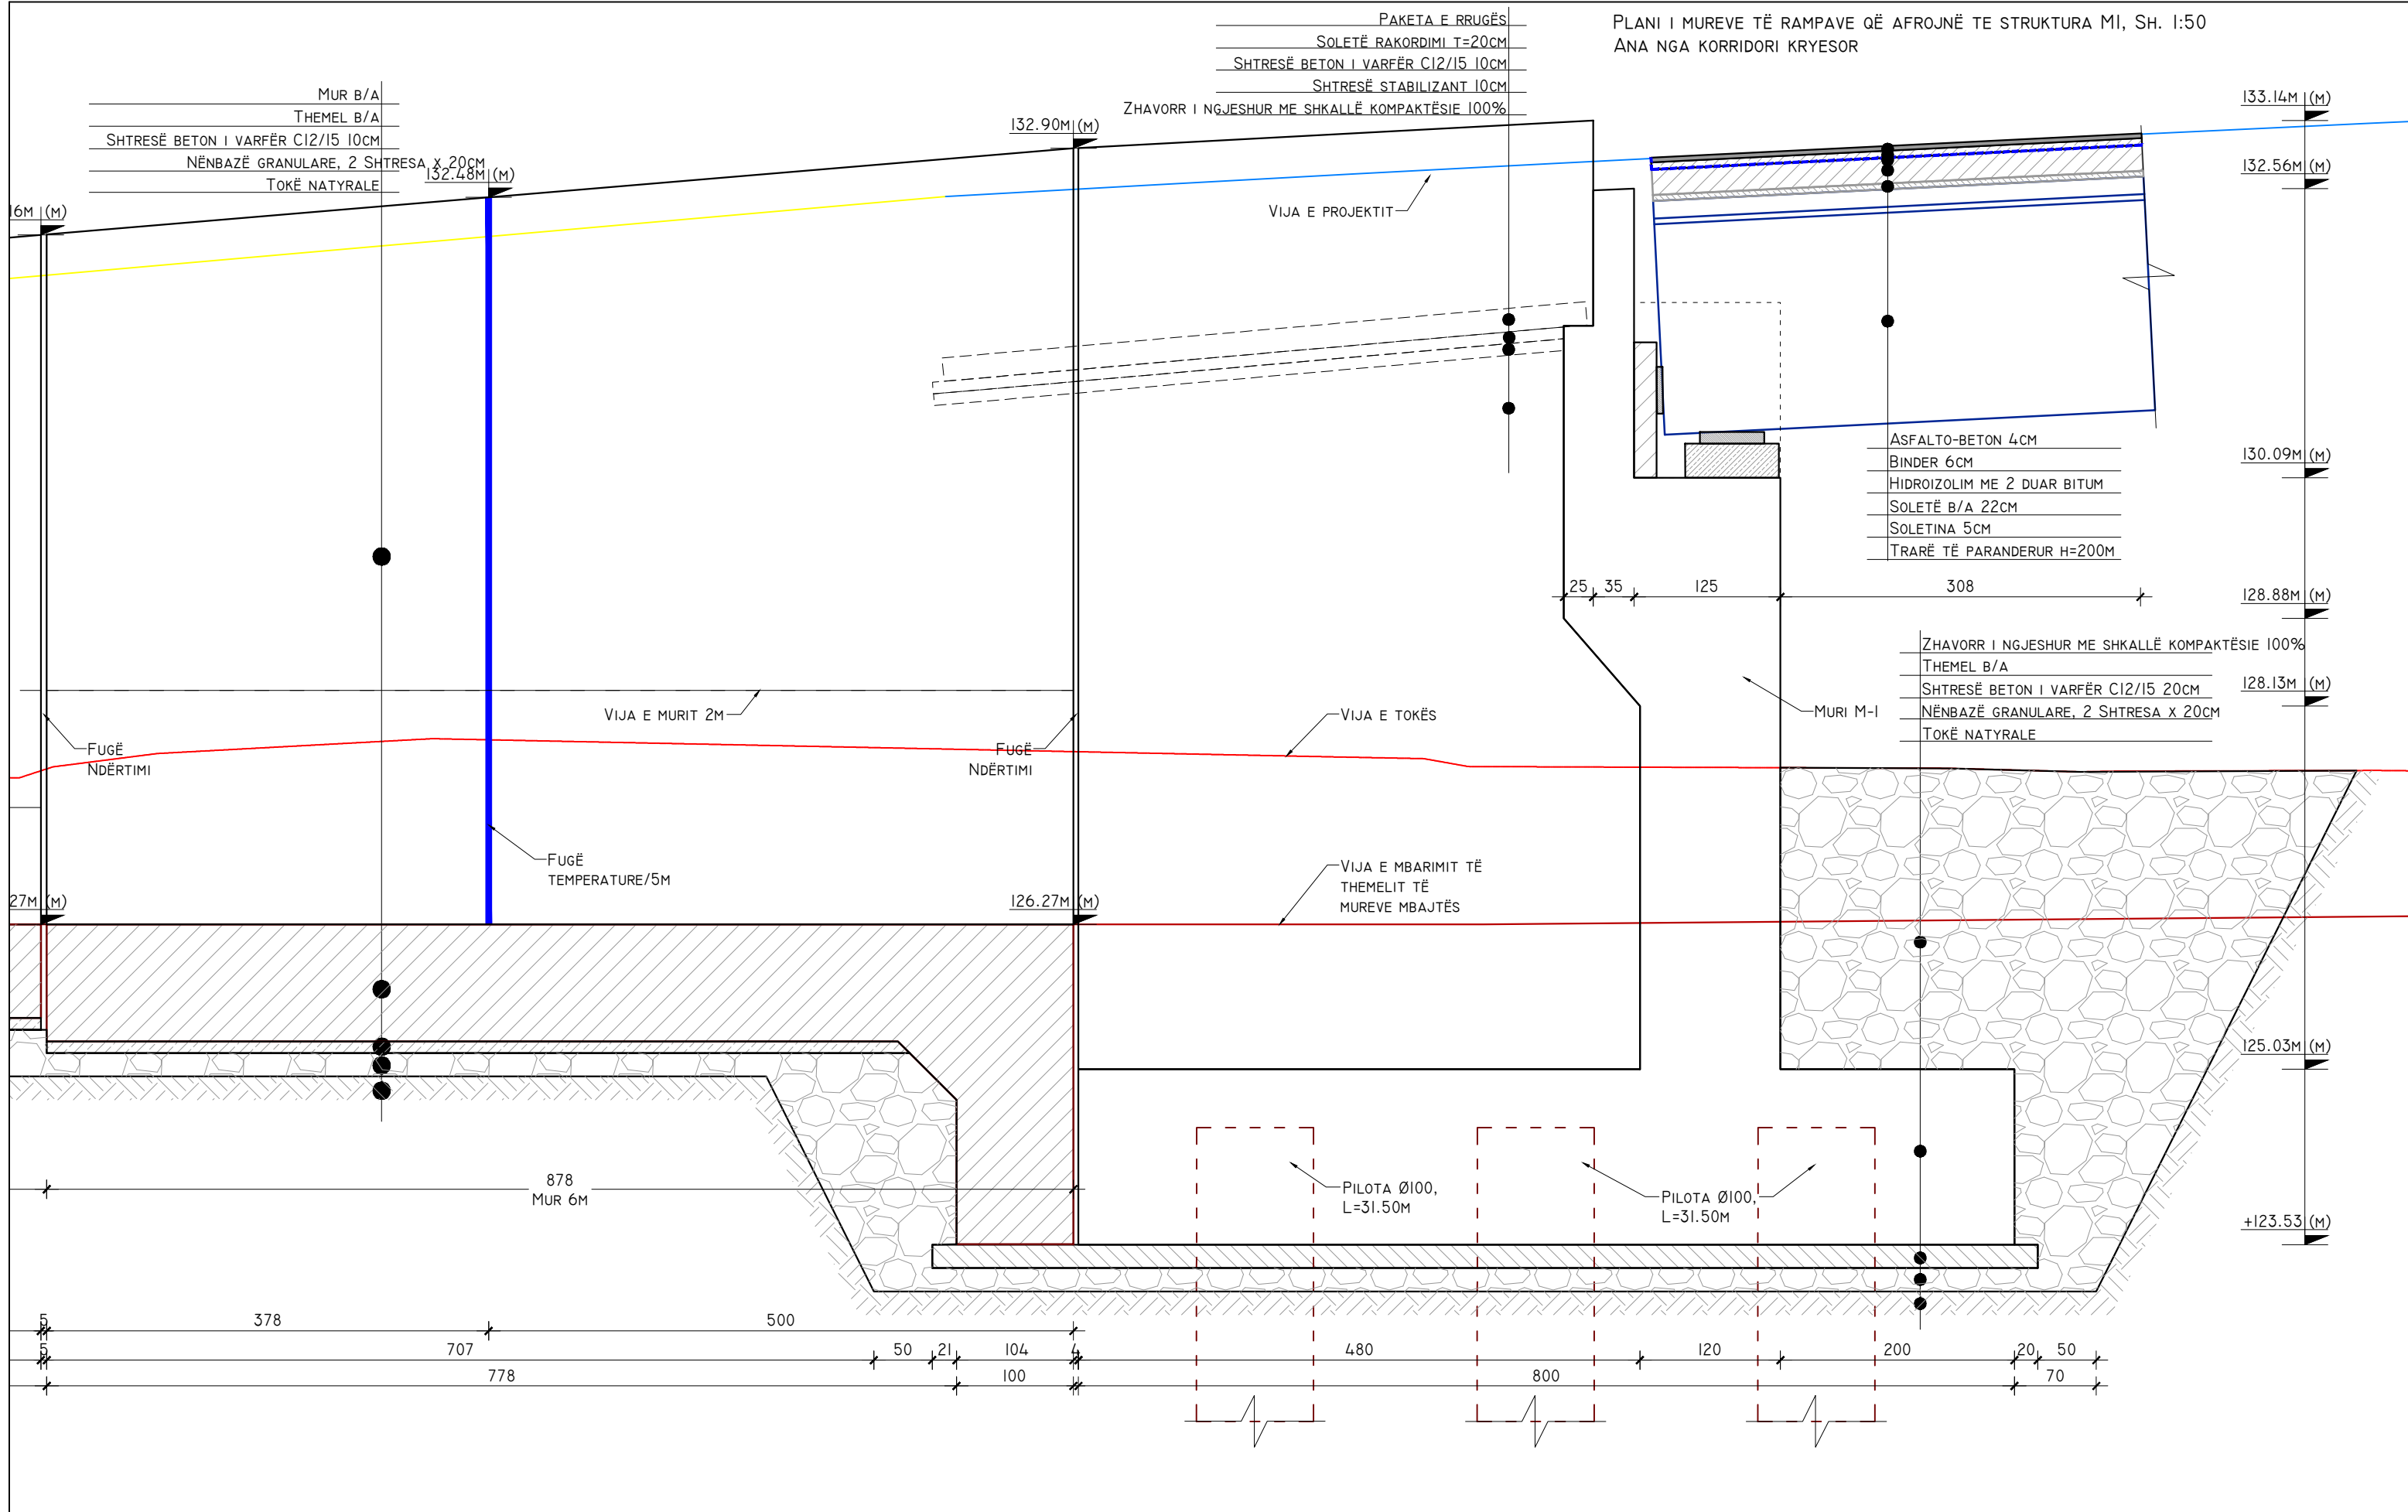 PLANI I MUREVE TË RAMPAVE QË AFROJNË TE STRUKTURA M1, SH. 1:50
ANA NGA KORRIDORI KRYESOR
PAKETA E RRUGËS
SOLETË RAKORDIMI T=20CM
SHTRESË BETON I VARFËR C12/15 10CM
SHTRESË STABILIZANT 10CM
ZHAVORR I NGJESHUR ME SHKALLË KOMPAKTËSIE 100%
MUR B/A
THEMEL B/A
SHTRESË BETON I VARFËR C12/15 10CM
NËNBAZË GRANULARE, 2 SHTRESA X 20CM
TOKË NATYRALE
16M (M)
132.48M (M)
132.90M (M)
133.14M (M)
132.56M (M)
VIJA E PROJEKTIT
130.09M (M)
ASFALTO-BETON 4CM
BINDER 6CM
HIDROIZOLIM ME 2 DUAR BITUM
SOLETË B/A 22CM
SOLETINA 5CM
TRARË TË PARANDERUR H=200M
25 35 125 308
128.88M (M)
ZHAVORR I NGJESHUR ME SHKALLË KOMPAKTËSIE 100%
THEMEL B/A
SHTRESË BETON I VARFËR C12/15 20CM
NËNBAZË GRANULARE, 2 SHTRESA X 20CM
TOKË NATYRALE
128.13M (M)
MURI M-1
VIJA E MURIT 2M
VIJA E TOKËS
FUGË
NDËRTIMI
FUGË
NDËRTIMI
FUGË
TEMPERATURE/5M
VIJA E MBARIMIT TË
THEMELIT TË
MUREVE MBAJTËS
27M (M)
126.27M (M)
125.03M (M)
878
MUR 6M
PILOTA Ø100,
L=31.50M
PILOTA Ø100,
L=31.50M
+123.53 (M)
5 378 500
5 707 50 21 104 4 480 120 200 20 50
778 100 800 70